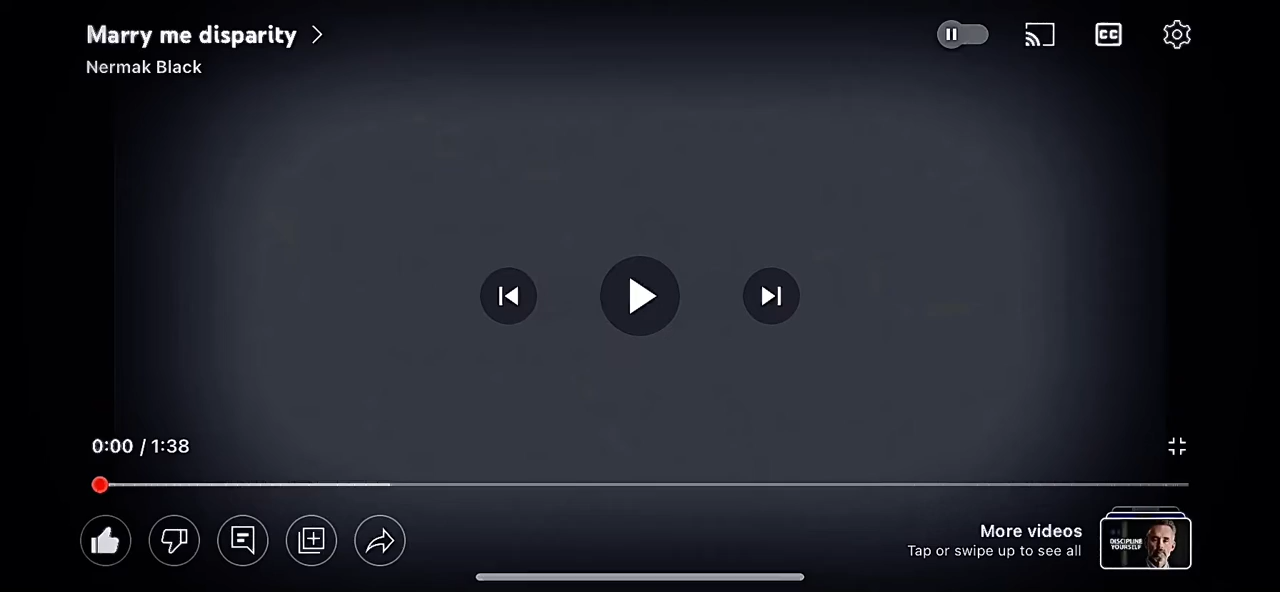 Marry me disparity
Nermak Black
CC
0:00 / 1:38
More videos
Tap or swipe up to see all
DISCIPLINE
YOURSELF